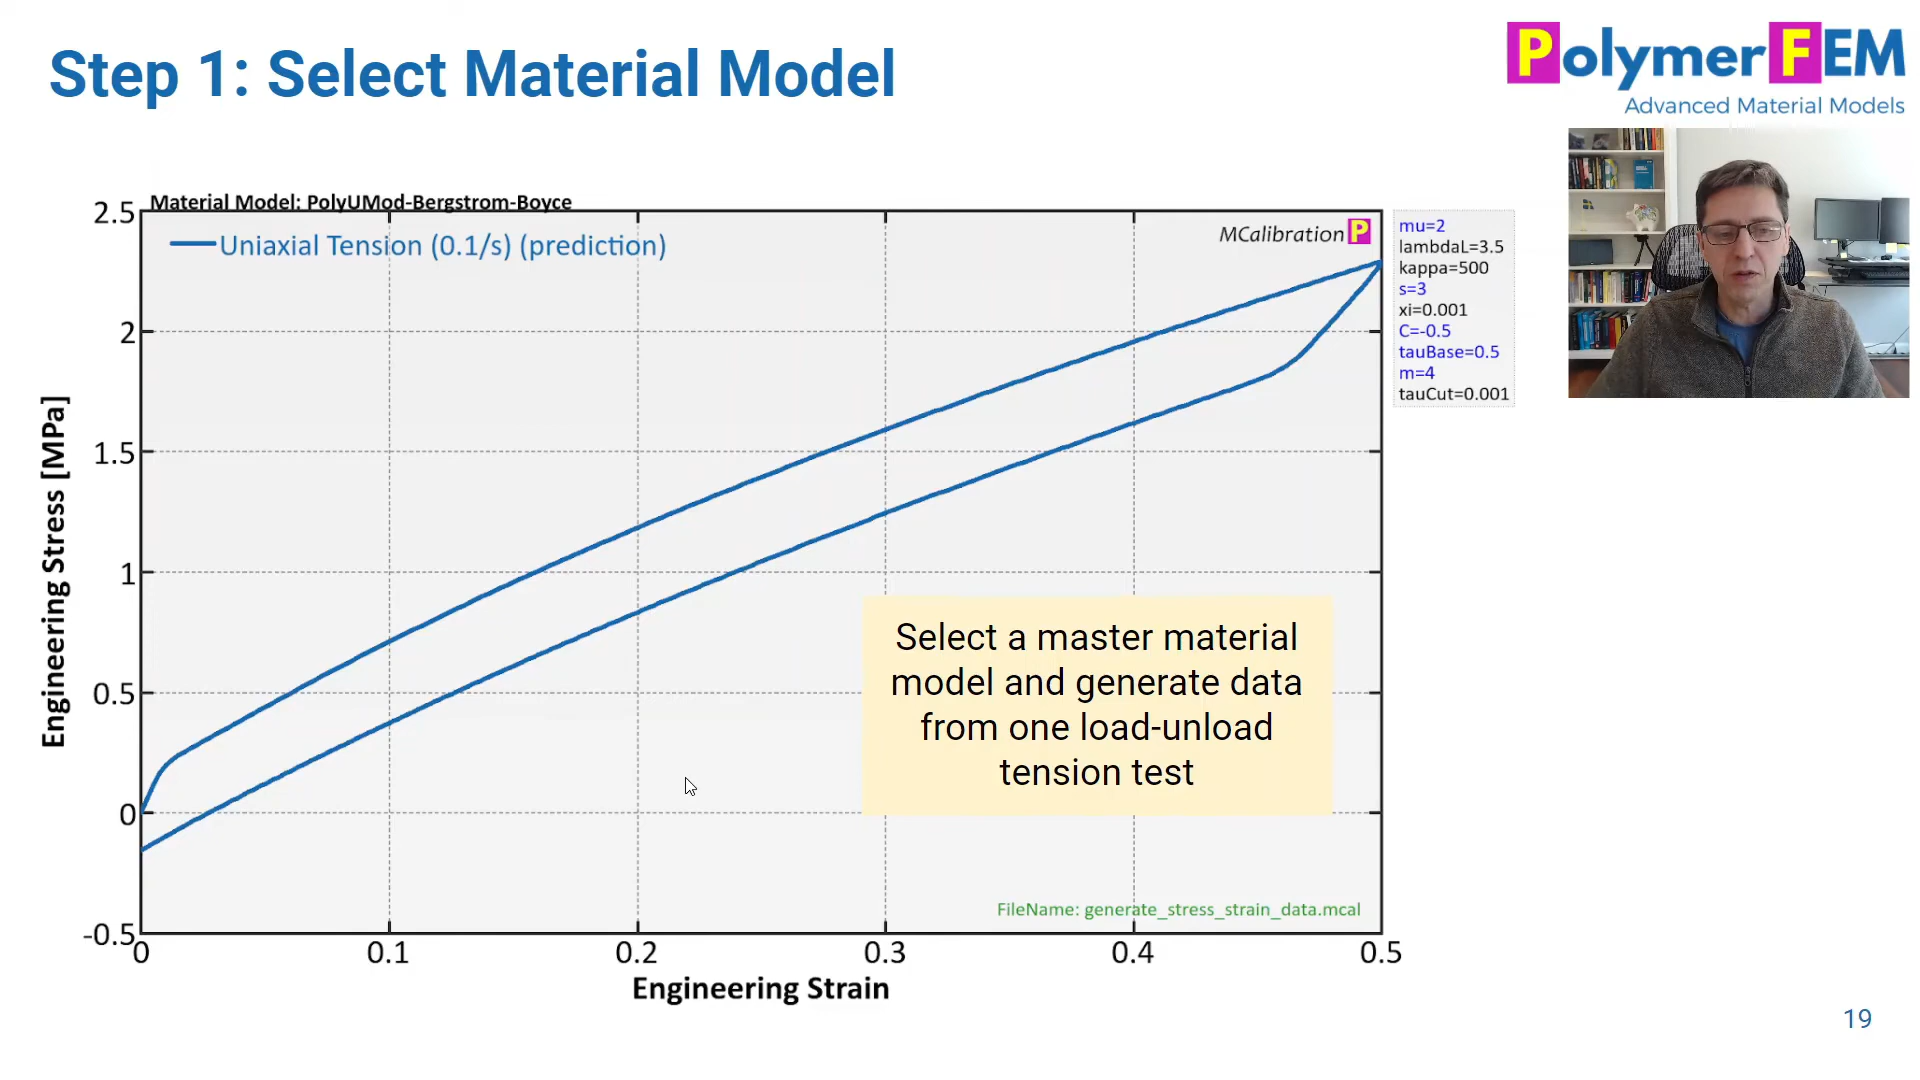 Step 1: Select Material Model
PolymerFEM
Advanced Material Models
Material Model: PolyUMod-Bergstrom-Boyce
Uniaxial Tension (0.1/s) (prediction)
MCalibration P
mu=2
lambdaL=3.5
kappa=500
s=3
xi=0.001
C=-0.5
tauBase=0.5
m=4
tauCut=0.001
Engineering Stress [MPa]
2.5
2
1.5
1
0.5
0
-0.5
Select a master material
model and generate data
from one load-unload
tension test
FileName: generate_stress_strain_data.mcal
0 0.1 0.2 0.3 0.4 0.5
Engineering Strain
19